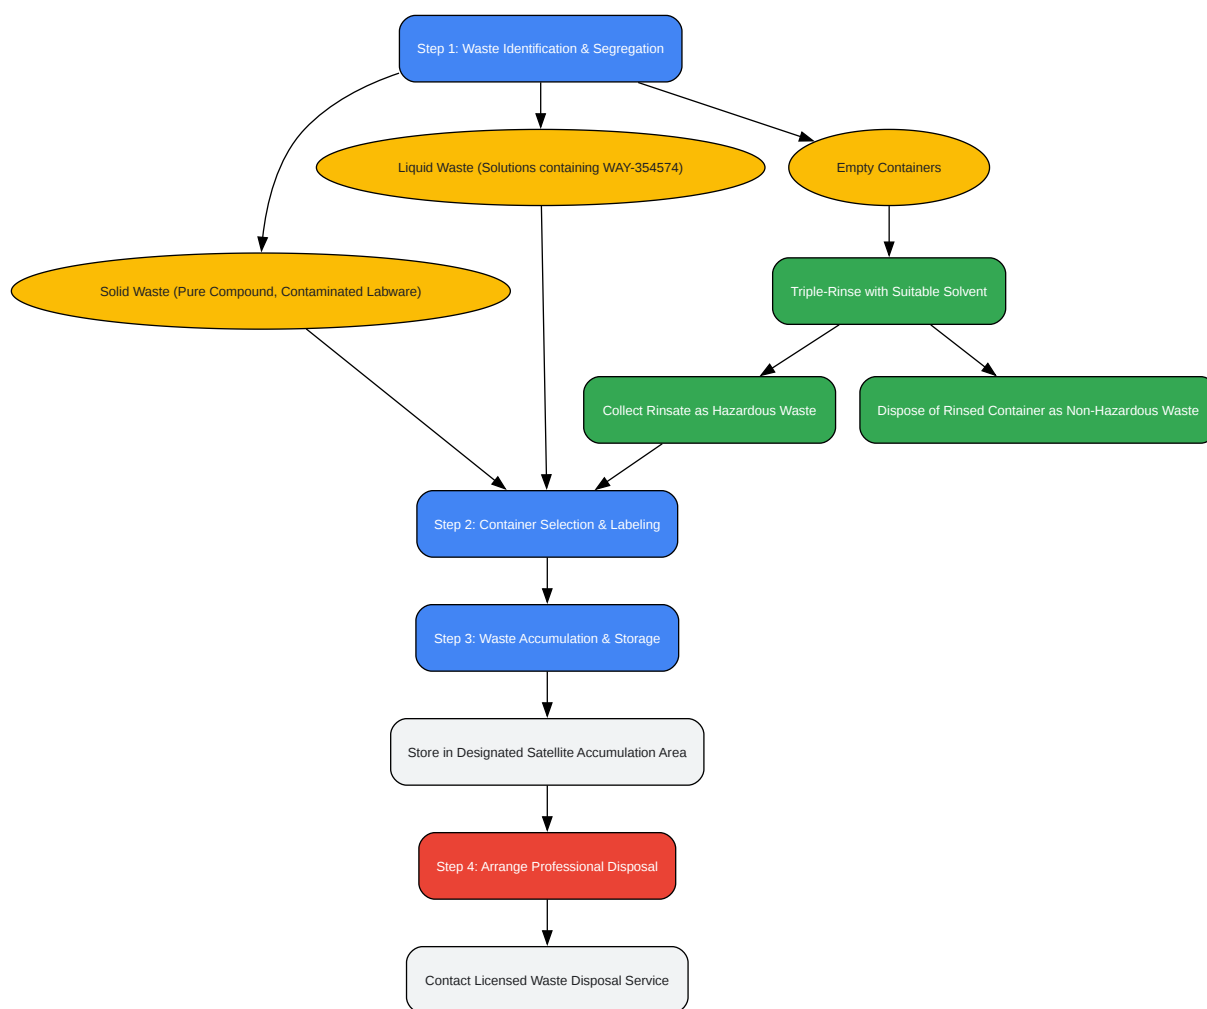 Step 1: Waste Identification & Segregation
Liquid Waste (Solutions containing WAY-354574)
Empty Containers
Solid Waste (Pure Compound, Contaminated Labware)
Triple-Rinse with Suitable Solvent
Collect Rinsate as Hazardous Waste
Dispose of Rinsed Container as Non-Hazardous Waste
Step 2: Container Selection & Labeling
Step 3: Waste Accumulation & Storage
Store in Designated Satellite Accumulation Area
Step 4: Arrange Professional Disposal
Contact Licensed Waste Disposal Service